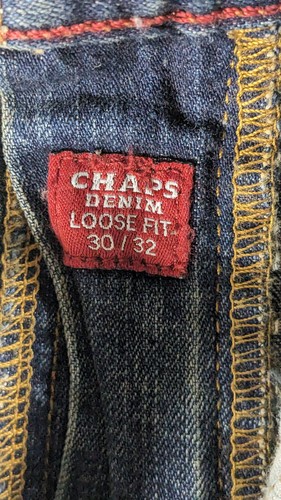 CHAPS
DENIM
LOOSE FIT
30 / 32